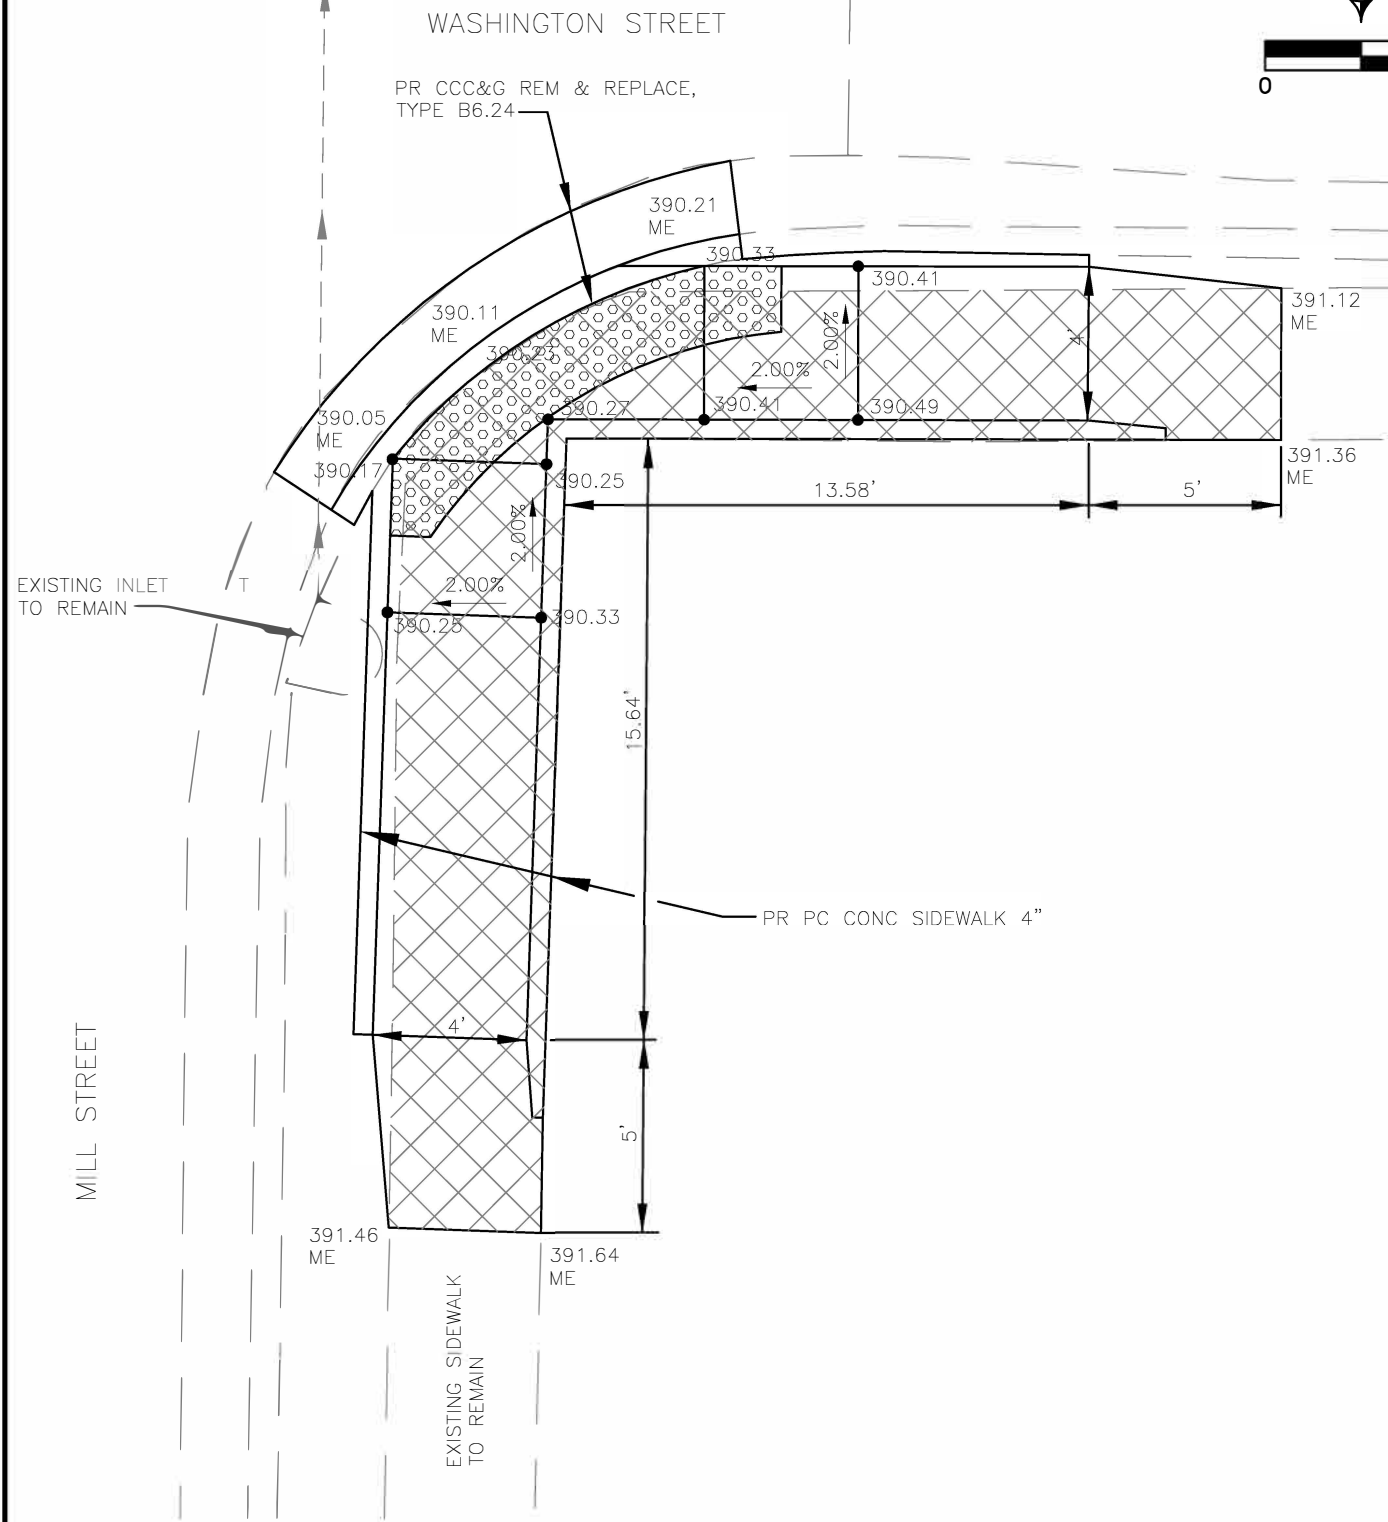 WASHINGTON STREET
0
PR CCC&G REM & REPLACE,
TYPE B6.24
390.21
ME
390.33
390.41
391.12
ME
390.11
ME
390.23
2.00%
4'
2.00%
390.27
390.41
390.49
390.05
ME
390.17
391.36
ME
390.25
13.58'
5'
2.00%
EXISTING INLET
TO REMAIN
T
2.00%
390.25
390.33
15.64'
PR PC CONC SIDEWALK 4"
4'
MILL STREET
5'
391.46
ME
391.64
ME
EXISTING SIDEWALK
TO REMAIN